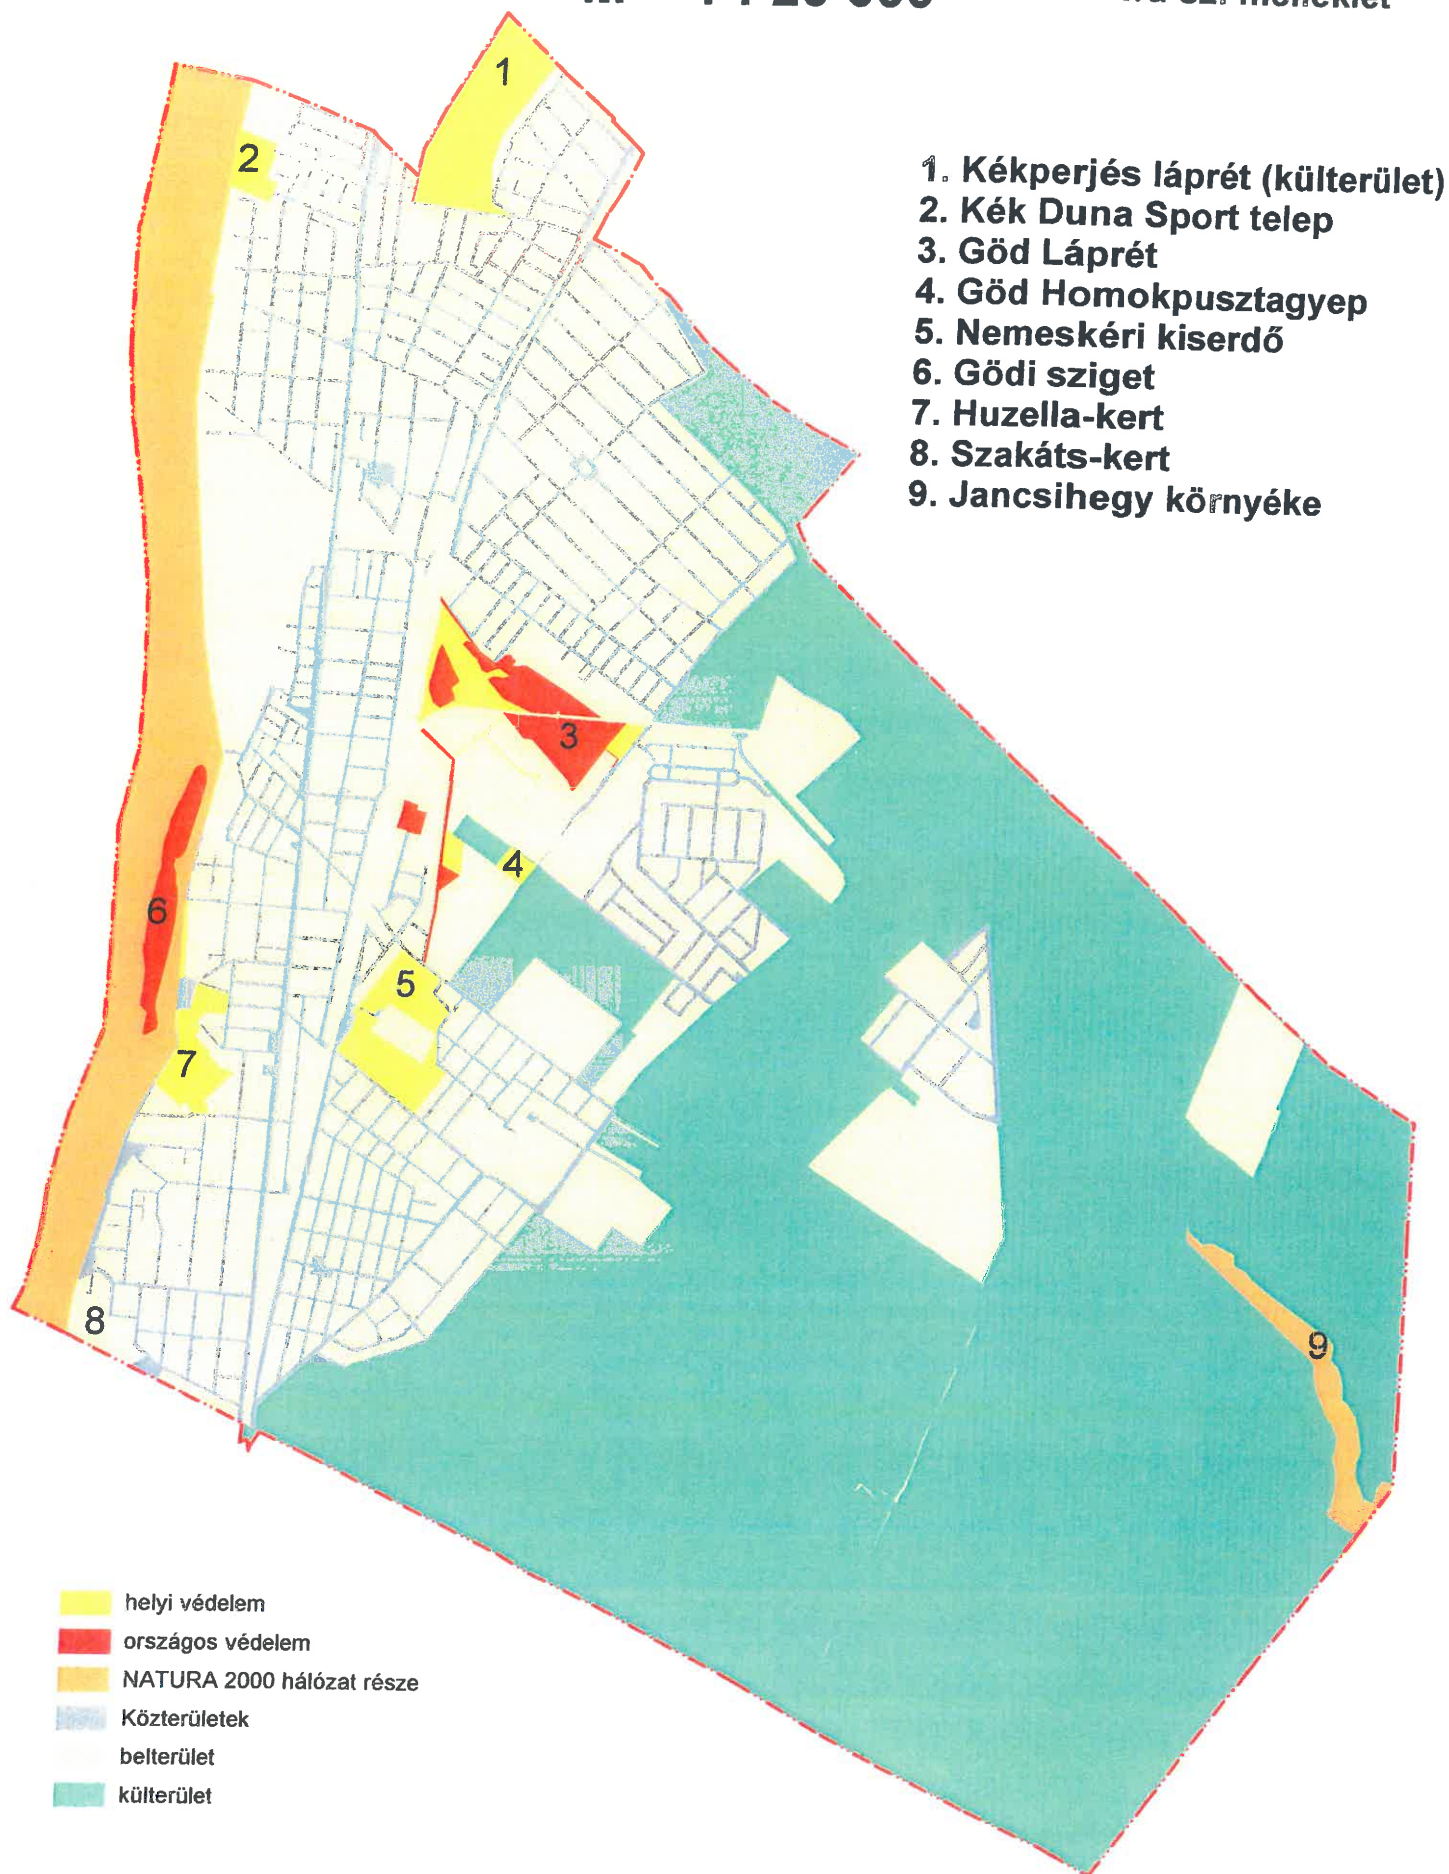 1. Kékperjés láprét (külterület)
2. Kék Duna Sport telep
3. Göd Láprét
4. Göd Homokpusztagyep
5. Nemeskéri kiserdő
6. Gödi sziget
7. Huzella-kert
8. Szakáts-kert
9. Jancsihegy környéke
1
2
3
4
6
5
7
8
9
helyi védelem
országos védelem
NATURA 2000 hálózat része
Közterületek
belterület
külterület